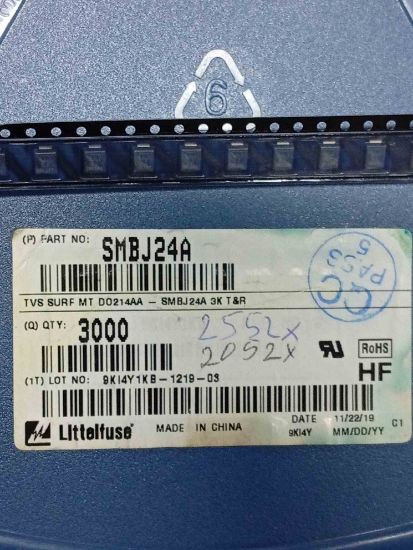 6
(P) PART NO: SMBJ24A
TVS SURF MT DO214AA - SMBJ24A 3K T&R
QC
PASS
5
(Q) QTY: 3000
2552x
2052x
RoHS
HF
(1T) LOT NO: 9KI4Y1KB-1219-03
Littelfuse®
MADE IN CHINA
DATE 11/22/19 C1
9KI4Y MM/DD/YY